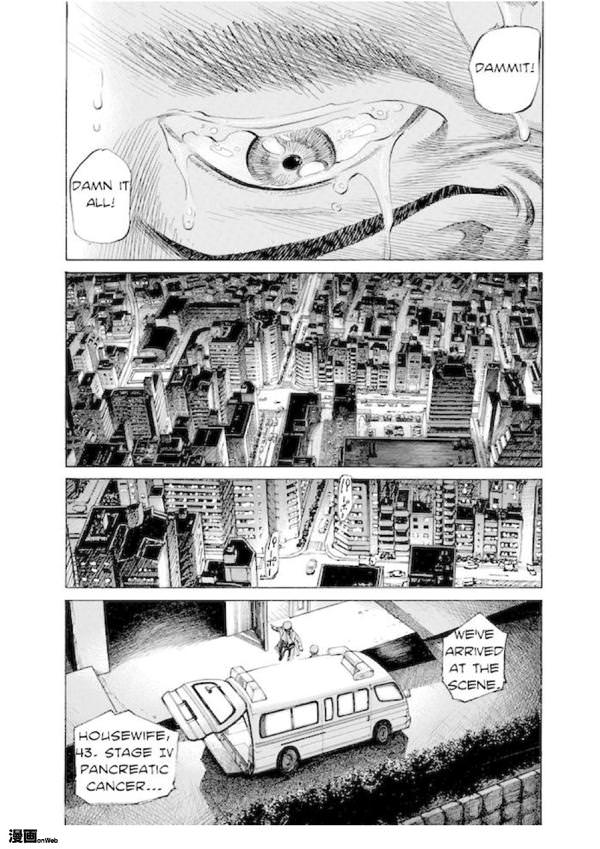 DAMMIT!
DAMN IT
ALL!
WE'VE
ARRIVED
AT THE
SCENE.
HOUSEWIFE,
43. STAGE IV
PANCREATIC
CANCER...
漫画onWeb